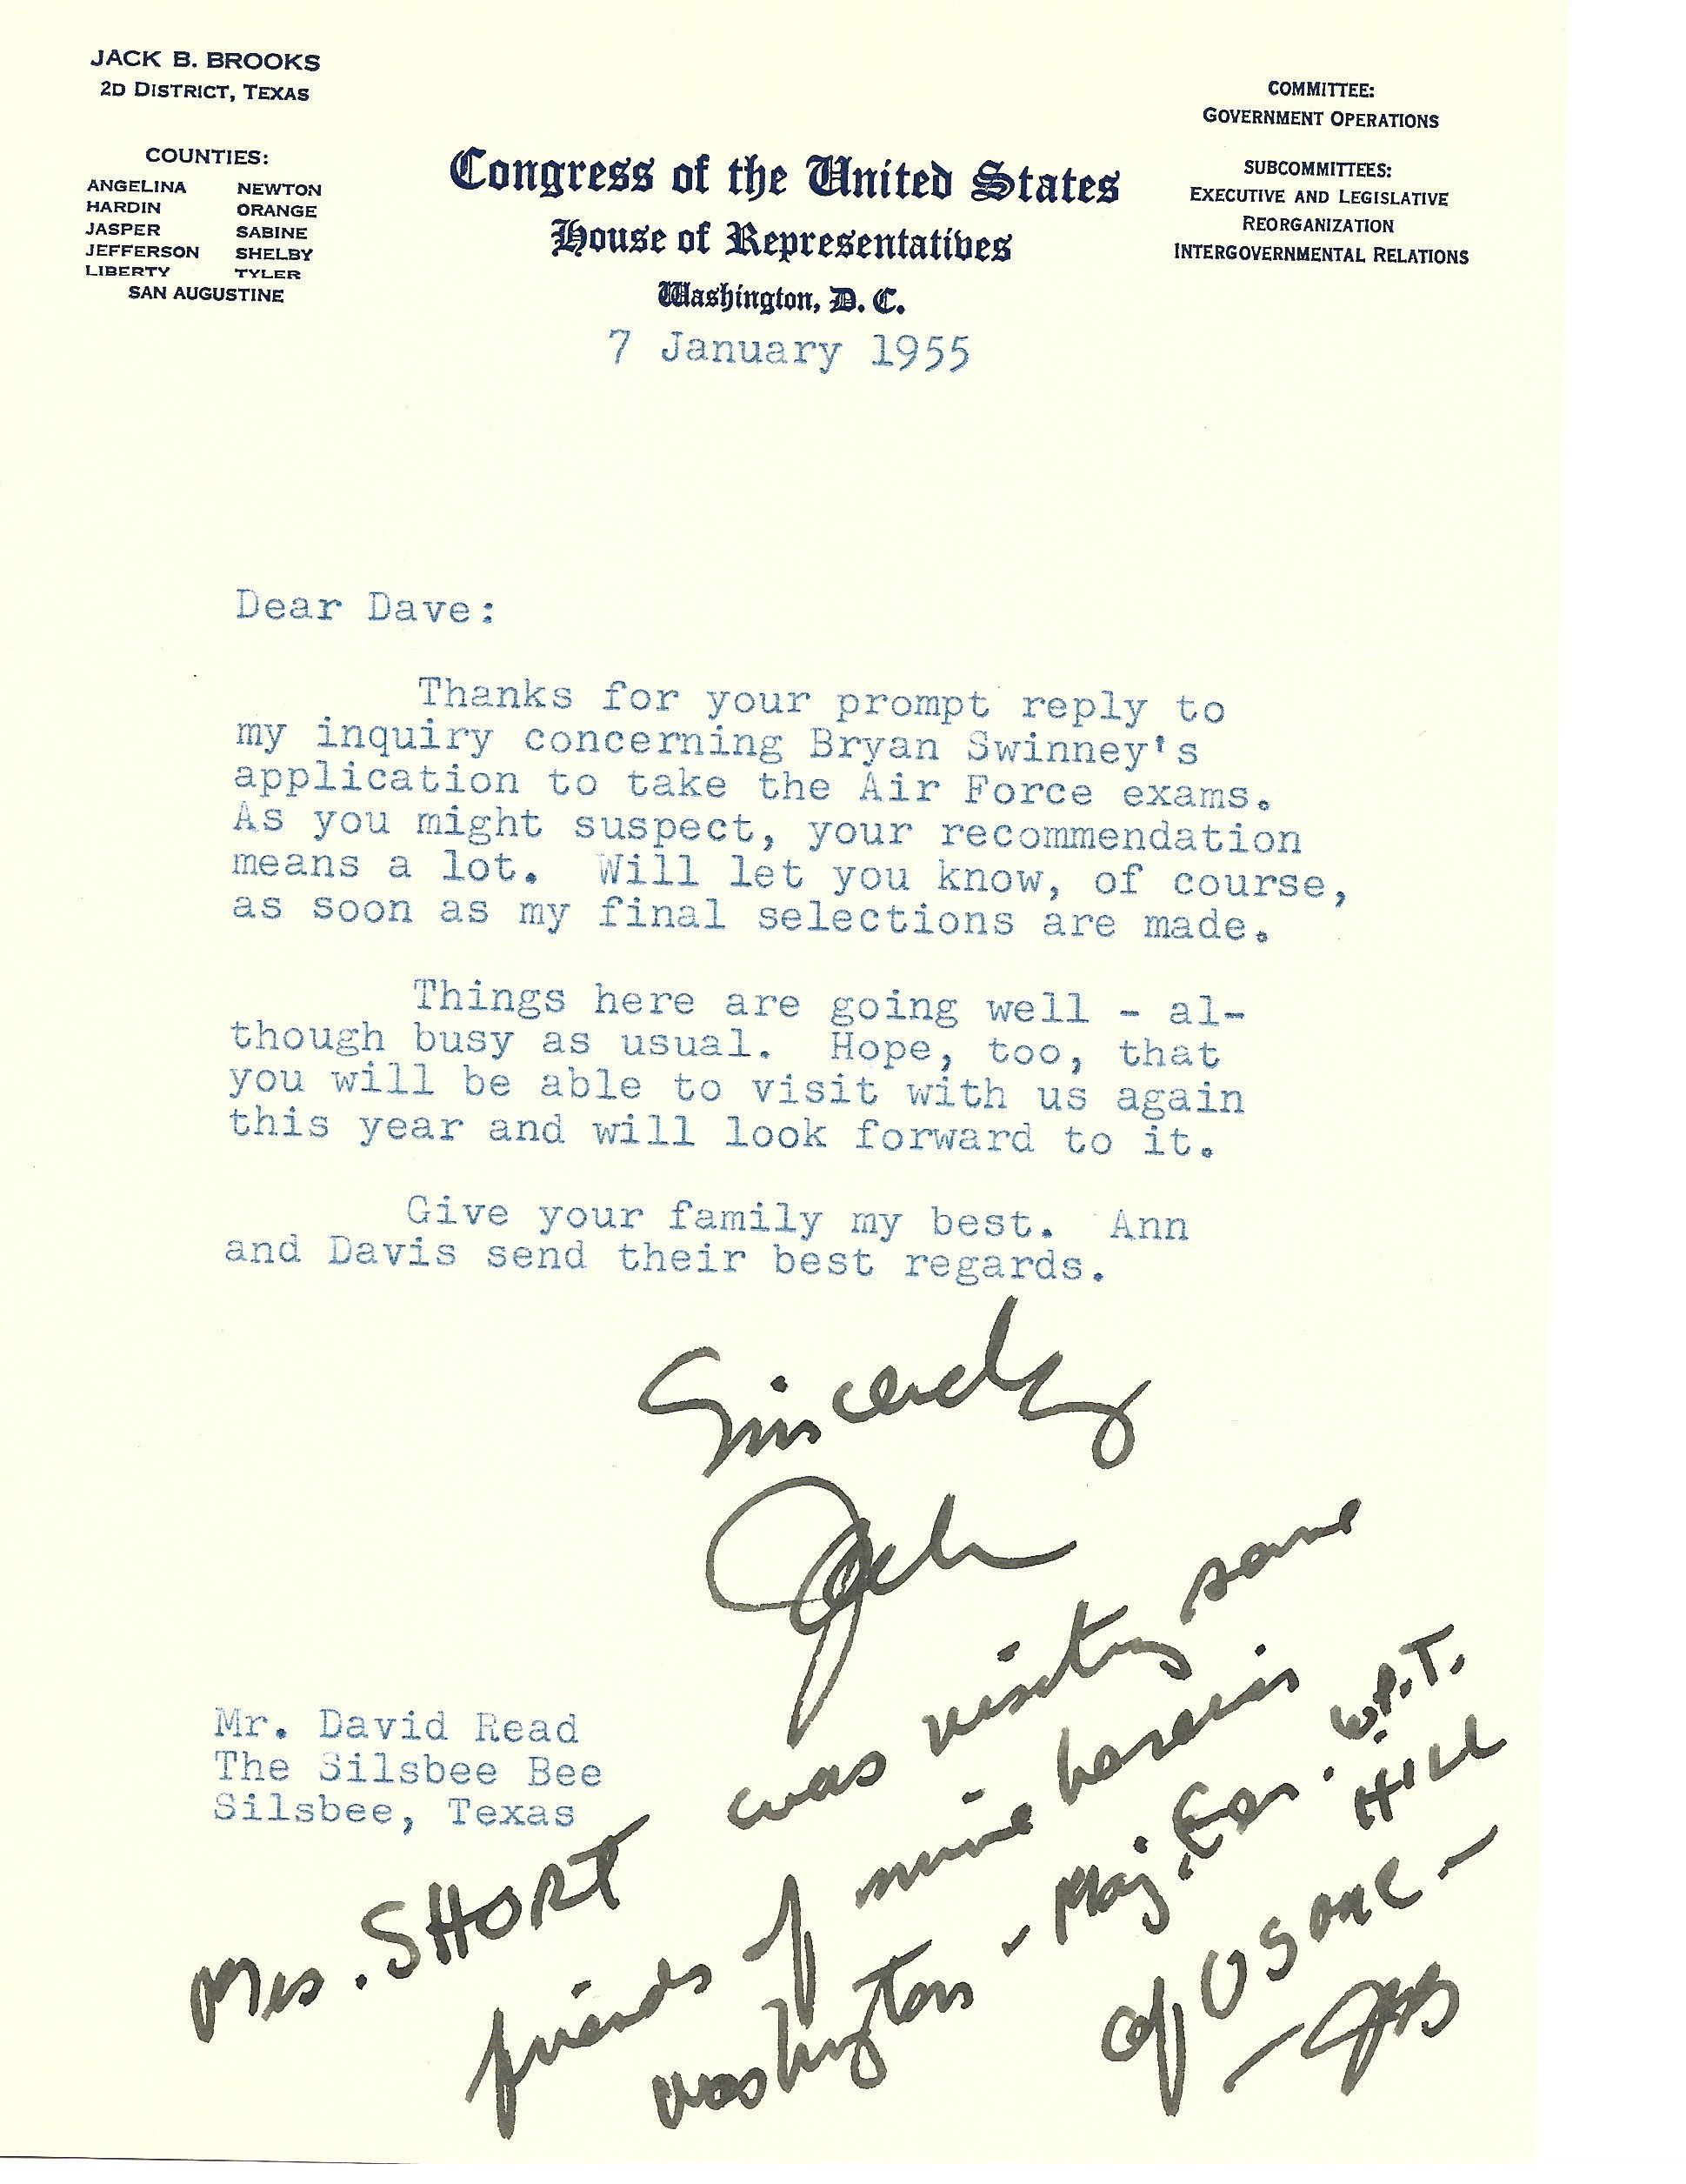 JACK B. BROOKS
2D DISTRICT, TEXAS
COUNTIES:
ANGELINA NEWTON
HARDIN ORANGE
JASPER SABINE
JEFFERSON SHELBY
LIBERTY TYLER
SAN AUGUSTINE
Congress of the United States
House of Representatives
Washington, D. C.
COMMITTEE:
GOVERNMENT OPERATIONS
SUBCOMMITTEES:
EXECUTIVE AND LEGISLATIVE
REORGANIZATION
INTERGOVERNMENTAL RELATIONS
7 January 1955
Dear Dave:
Thanks for your prompt reply to
my inquiry concerning Bryan Swinney's
application to take the Air Force exams.
As you might suspect, your recommendation
means a lot. Will let you know, of course,
as soon as my final selections are made.
Things here are going well - al-
though busy as usual. Hope, too, that
you will be able to visit with us again
this year and will look forward to it.
Give your family my best. Ann
and Davis send their best regards.
Sincerely
Jack
Mr. David Read
The Silsbee Bee
Silsbee, Texas
Mrs. SHORT was visiting some
friends of mine here in
Washington - Maj. Gen. W.P.T.
HILL
of USMC -
- JBB